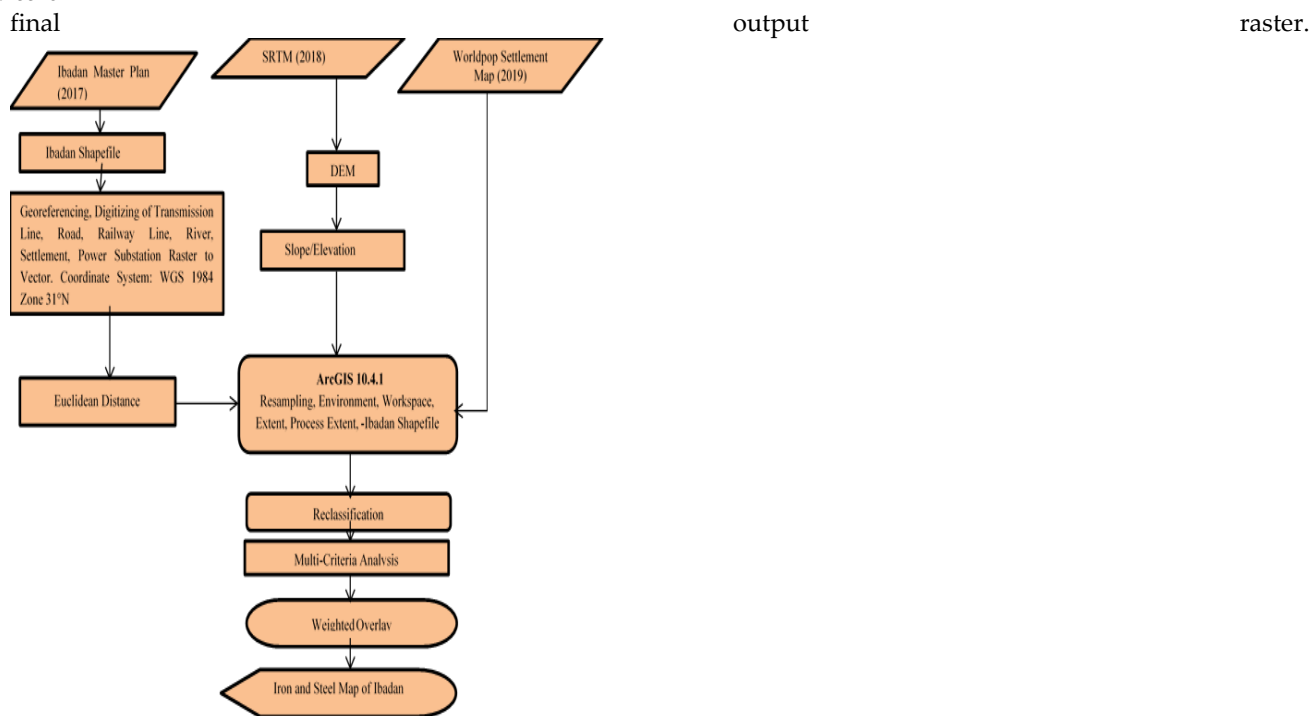 final output raster.
Ibadan Master Plan
(2017)
SRTM (2018)
Worldpop Settlement
Map (2019)
Ibadan Shapefile
DEM
Georeferencing, Digitizing of Transmission
Line, Road, Railway Line, River,
Settlement, Power Substation Raster to
Vector. Coordinate System: WGS 1984
Zone 31°N
Slope/Elevation
Euclidean Distance
ArcGIS 10.4.1
Resampling, Environment, Workspace,
Extent, Process Extent, -Ibadan Shapefile
Reclassification
Multi-Criteria Analysis
Weighted Overlay
Iron and Steel Map of Ibadan